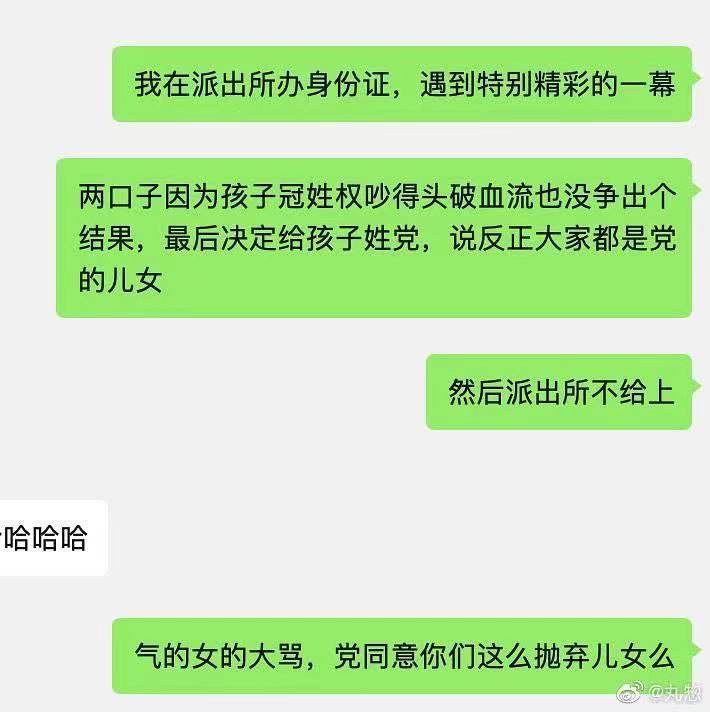 我在派出所办身份证，遇到特别精彩的一幕
两口子因为孩子冠姓权吵得头破血流也没争出个
结果，最后决定给孩子姓党，说反正大家都是党
的儿女
然后派出所不给上
哈哈哈
气的女的大骂，党同意你们这么抛弃儿女么
@丸惣